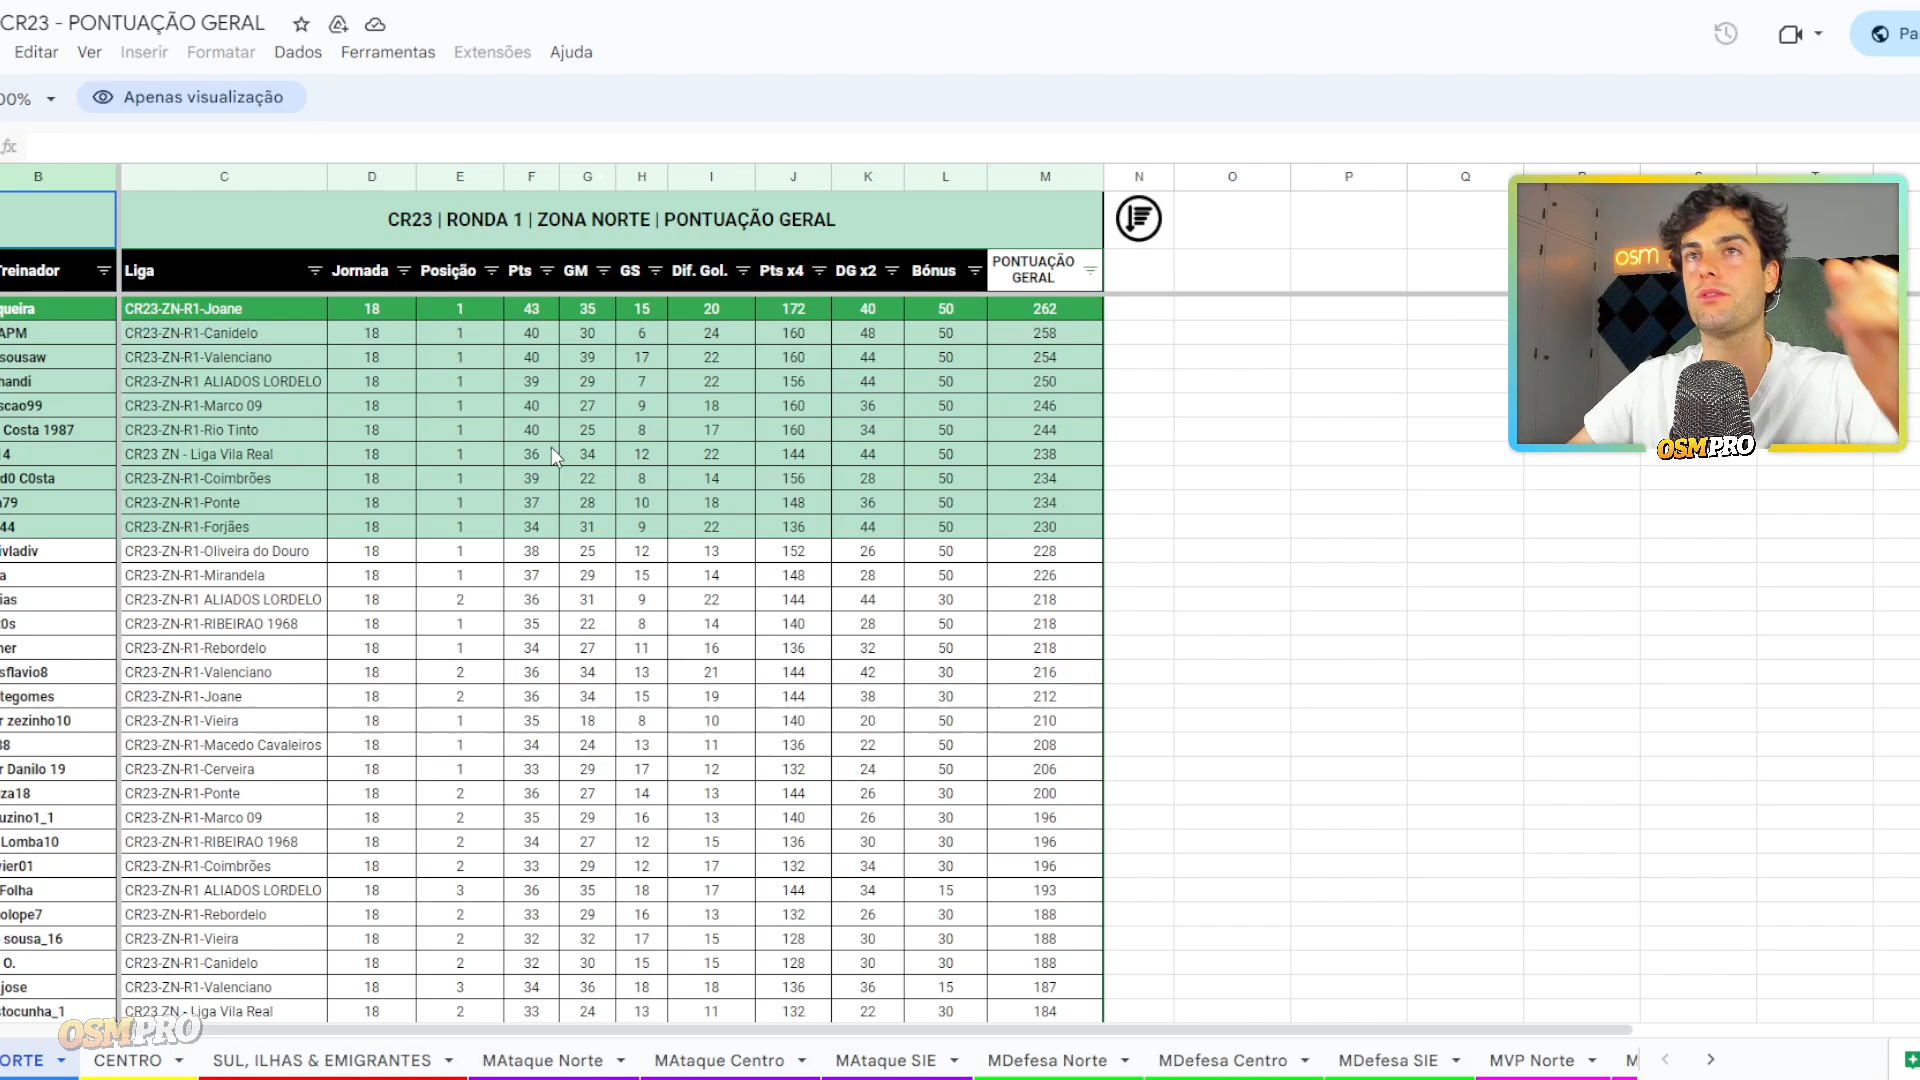 CR23 - PONTUAÇÃO GERAL
Editar Ver Inserir Formatar Dados Ferramentas Extensões Ajuda
Pa
00% Apenas visualização
fx
B C D E F G H I J K L M N O P Q
CR23 | RONDA 1 | ZONA NORTE | PONTUAÇÃO GERAL
Treinador Liga Jornada Posição Pts GM GS Dif. Gol. Pts x4 DG x2 Bónus PONTUAÇÃO GERAL
queira CR23-ZN-R1-Joane 18 1 43 35 15 20 172 40 50 262
APM CR23-ZN-R1-Canidelo 18 1 40 30 6 24 160 48 50 258
sousaw CR23-ZN-R1-Valenciano 18 1 40 39 17 22 160 44 50 254
handi CR23-ZN-R1 ALIADOS LORDELO 18 1 39 29 7 22 156 44 50 250
scao99 CR23-ZN-R1-Marco 09 18 1 40 27 9 18 160 36 50 246
Costa 1987 CR23-ZN-R1-Rio Tinto 18 1 40 25 8 17 160 34 50 244
14 CR23 ZN - Liga Vila Real 18 1 36 34 12 22 144 44 50 238
rd0 C0sta CR23-ZN-R1-Coimbrões 18 1 39 22 8 14 156 28 50 234
a79 CR23-ZN-R1-Ponte 18 1 37 28 10 18 148 36 50 234
44 CR23-ZN-R1-Forjães 18 1 34 31 9 22 136 44 50 230
ivladiv CR23-ZN-R1-Oliveira do Douro 18 1 38 25 12 13 152 26 50 228
a CR23-ZN-R1-Mirandela 18 1 37 29 15 14 148 28 50 226
ias CR23-ZN-R1 ALIADOS LORDELO 18 2 36 31 9 22 144 44 30 218
r0s CR23-ZN-R1-RIBEIRAO 1968 18 1 35 22 8 14 140 28 50 218
ner CR23-ZN-R1-Rebordelo 18 1 34 27 11 16 136 32 50 218
sflavio8 CR23-ZN-R1-Valenciano 18 2 36 34 13 21 144 42 30 216
tegomes CR23-ZN-R1-Joane 18 2 36 34 15 19 144 38 30 212
r zezinho10 CR23-ZN-R1-Vieira 18 1 35 18 8 10 140 20 50 210
88 CR23-ZN-R1-Macedo Cavaleiros 18 1 34 24 13 11 136 22 50 208
r Danilo 19 CR23-ZN-R1-Cerveira 18 1 33 29 17 12 132 24 50 206
uza18 CR23-ZN-R1-Ponte 18 2 36 27 14 13 144 26 30 200
uzino1_1 CR23-ZN-R1-Marco 09 18 2 35 29 16 13 140 26 30 196
Lomba10 CR23-ZN-R1-RIBEIRAO 1968 18 2 34 27 12 15 136 30 30 196
vier01 CR23-ZN-R1-Coimbrões 18 2 33 29 12 17 132 34 30 196
Folha CR23-ZN-R1 ALIADOS LORDELO 18 3 36 35 18 17 144 34 15 193
olope7 CR23-ZN-R1-Rebordelo 18 2 33 29 16 13 132 26 30 188
sousa_16 CR23-ZN-R1-Vieira 18 2 32 32 17 15 128 30 30 188
O. CR23-ZN-R1-Canidelo 18 2 32 30 15 15 128 30 30 188
jose CR23-ZN-R1-Valenciano 18 3 34 36 18 18 136 36 15 187
stocunha_1 CR23 ZN - Liga Vila Real 18 2 33 24 13 11 132 22 30 184
osm
OSMPRO
OSMPRO
ORTE CENTRO SUL, ILHAS & EMIGRANTES MAtaque Norte MAtaque Centro MAtaque SIE MDefesa Norte MDefesa Centro MDefesa SIE MVP Norte M